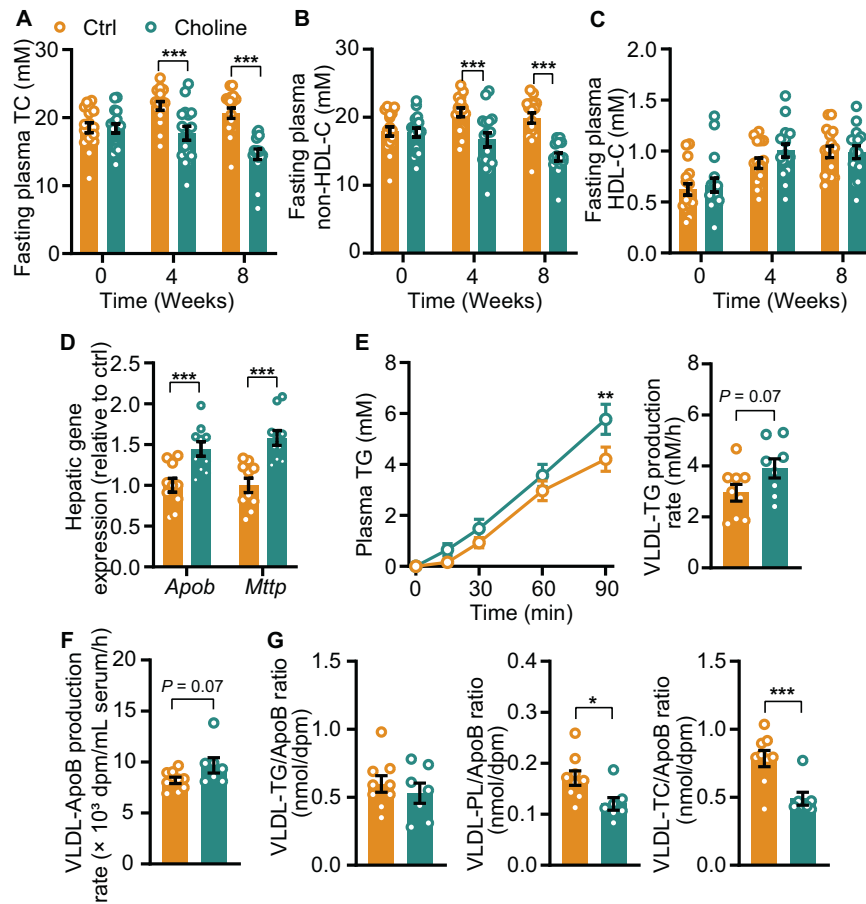 A
Ctrl
Choline
Fasting plasma TC (mM)
30
20
10
0
***
***
0
4
8
Time (Weeks)
B
Fasting plasma
non-HDL-C (mM)
30
20
10
0
***
***
0
4
8
Time (Weeks)
C
Fasting plasma
HDL-C (mM)
2.0
1.5
1.0
0.5
0.0
0
4
8
Time (Weeks)
D
Hepatic gene
expression (relative to ctrl)
2.5
2.0
1.5
1.0
0.5
0.0
***
***
Apob
Mttp
E
Plasma TG (mM)
8
6
4
2
0
**
0
30
60
90
Time (min)
VLDL-TG production
rate (mM/h)
8
6
4
2
0
P = 0.07
F
VLDL-ApoB production
rate (× 10³ dpm/mL serum/h)
20
15
10
5
0
P = 0.07
G
VLDL-TG/ApoB ratio
(nmol/dpm)
1.5
1.0
0.5
0.0
VLDL-PL/ApoB ratio
(nmol/dpm)
0.4
0.3
0.2
0.1
0.0
*
VLDL-TC/ApoB ratio
(nmol/dpm)
1.5
1.0
0.5
0.0
***